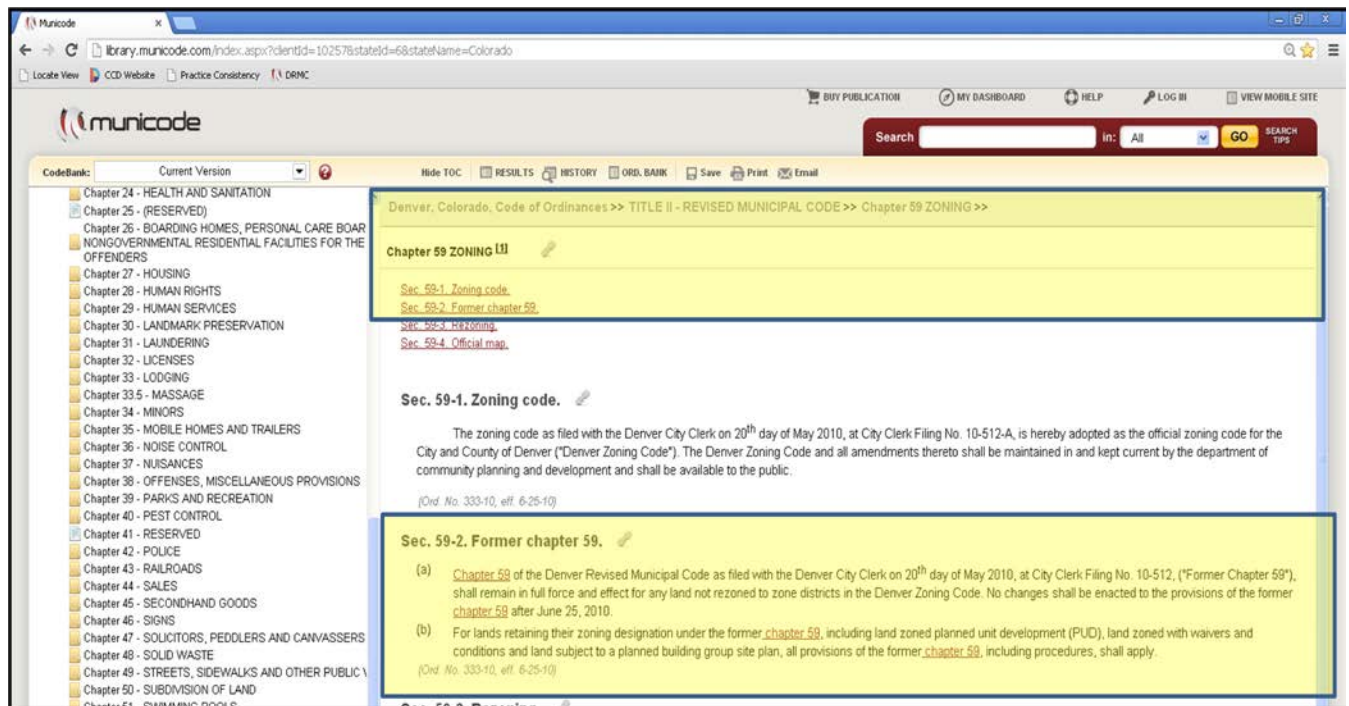 Municode
library.municode.com/index.aspx?clientId=10257&stateId=6&stateName=Colorado
Locate View CCD Website Practice Consistency DRMC
BUY PUBLICATION MY DASHBOARD HELP LOG IN VIEW MOBILE SITE
municode
Search in: All GO SEARCH TIPS
CodeBank: Current Version Hide TOC RESULTS HISTORY ORD. BANK Save Print Email
Chapter 24 - HEALTH AND SANITATION
Chapter 25 - (RESERVED)
Chapter 26 - BOARDING HOMES, PERSONAL CARE BOAR
NONGOVERNMENTAL RESIDENTIAL FACILITIES FOR THE
OFFENDERS
Chapter 27 - HOUSING
Chapter 28 - HUMAN RIGHTS
Chapter 29 - HUMAN SERVICES
Chapter 30 - LANDMARK PRESERVATION
Chapter 31 - LAUNDERING
Chapter 32 - LICENSES
Chapter 33 - LODGING
Chapter 33.5 - MASSAGE
Chapter 34 - MINORS
Chapter 35 - MOBILE HOMES AND TRAILERS
Chapter 36 - NOISE CONTROL
Chapter 37 - NUISANCES
Chapter 38 - OFFENSES, MISCELLANEOUS PROVISIONS
Chapter 39 - PARKS AND RECREATION
Chapter 40 - PEST CONTROL
Chapter 41 - RESERVED
Chapter 42 - POLICE
Chapter 43 - RAILROADS
Chapter 44 - SALES
Chapter 45 - SECONDHAND GOODS
Chapter 46 - SIGNS
Chapter 47 - SOLICITORS, PEDDLERS AND CANVASSERS
Chapter 48 - SOLID WASTE
Chapter 49 - STREETS, SIDEWALKS AND OTHER PUBLIC
Chapter 50 - SUBDIVISION OF LAND
Chapter 51 - SWIMMING POOLS
Denver, Colorado, Code of Ordinances >> TITLE II - REVISED MUNICIPAL CODE >> Chapter 59 ZONING >>
Chapter 59 ZONING [1]
Sec. 59-1. Zoning code.
Sec. 59-2. Former chapter 59.
Sec. 59-3. Rezoning.
Sec. 59-4. Official map.
Sec. 59-1. Zoning code.
The zoning code as filed with the Denver City Clerk on 20th day of May 2010, at City Clerk Filing No. 10-512-A, is hereby adopted as the official zoning code for the
City and County of Denver ("Denver Zoning Code"). The Denver Zoning Code and all amendments thereto shall be maintained in and kept current by the department of
community planning and development and shall be available to the public.
(Ord. No. 333-10, eff. 6-25-10)
Sec. 59-2. Former chapter 59.
(a) Chapter 59 of the Denver Revised Municipal Code as filed with the Denver City Clerk on 20th day of May 2010, at City Clerk Filing No. 10-512, ("Former Chapter 59"),
shall remain in full force and effect for any land not rezoned to zone districts in the Denver Zoning Code. No changes shall be enacted to the provisions of the former
chapter 59 after June 25, 2010.
(b) For lands retaining their zoning designation under the former chapter 59, including land zoned planned unit development (PUD), land zoned with waivers and
conditions and land subject to a planned building group site plan, all provisions of the former chapter 59, including procedures, shall apply.
(Ord. No. 333-10, eff. 6-25-10)